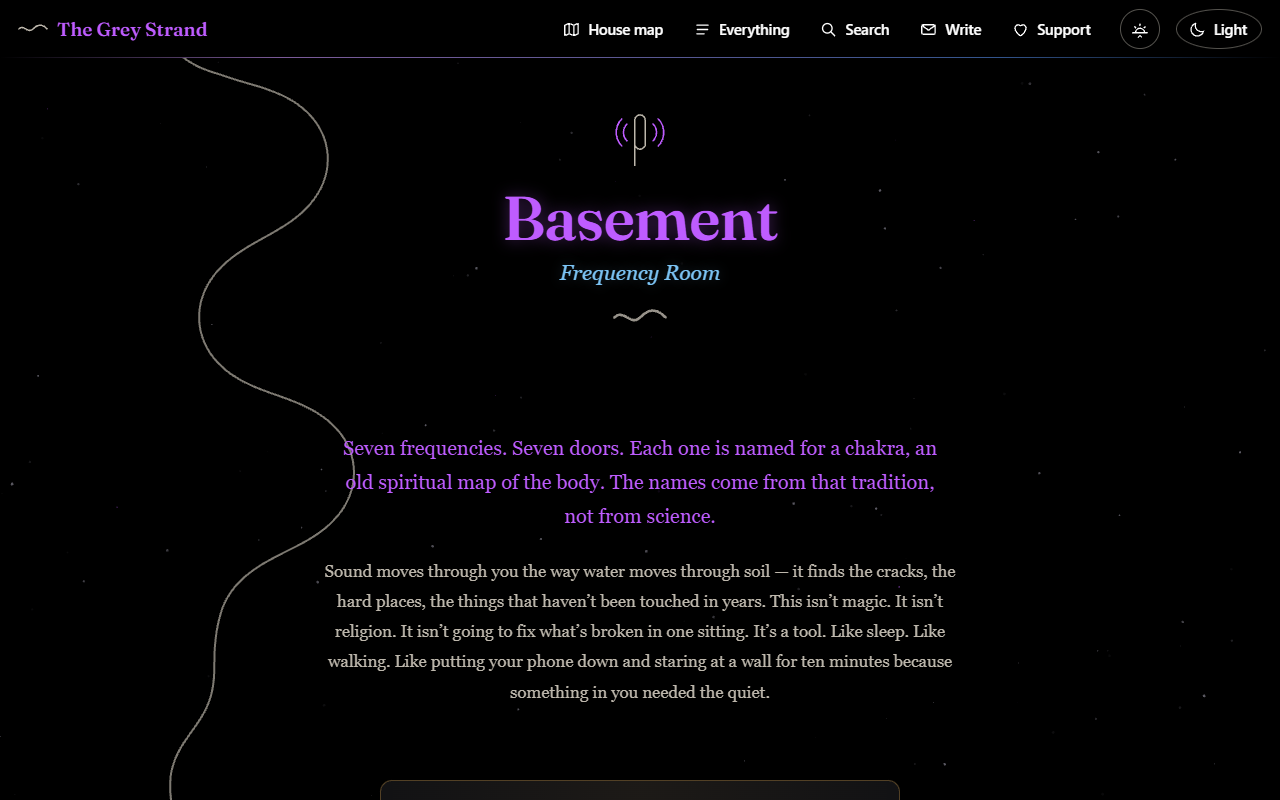 The Grey Strand
House map
Everything
Search
Write
Support
Light
Basement
Frequency Room
Seven frequencies. Seven doors. Each one is named for a chakra, an
old spiritual map of the body. The names come from that tradition,
not from science.
Sound moves through you the way water moves through soil — it finds the cracks, the
hard places, the things that haven’t been touched in years. This isn’t magic. It isn’t
religion. It isn’t going to fix what’s broken in one sitting. It’s a tool. Like sleep. Like
walking. Like putting your phone down and staring at a wall for ten minutes because
something in you needed the quiet.